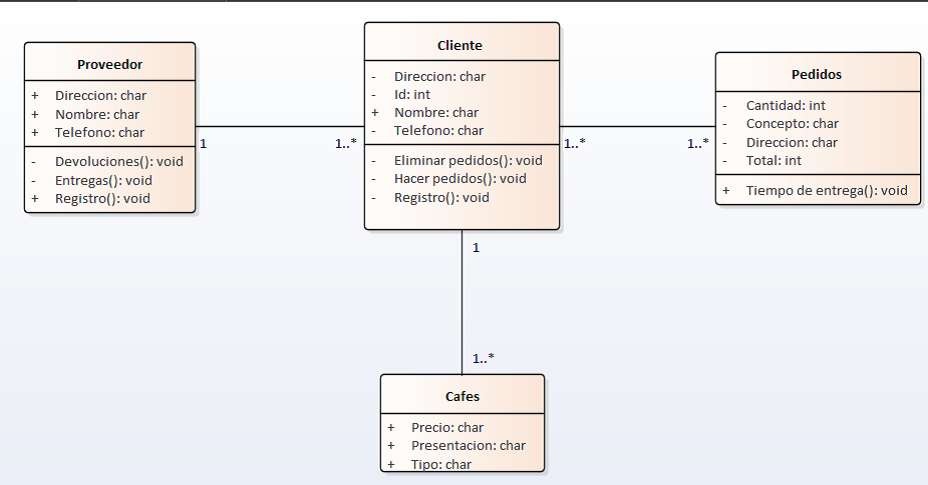 Proveedor
+ Direccion: char
+ Nombre: char
+ Telefono: char
- Devoluciones(): void
- Entregas(): void
+ Registro(): void
1
1..*
Cliente
- Direccion: char
- Id: int
+ Nombre: char
- Telefono: char
- Eliminar pedidos(): void
- Hacer pedidos(): void
- Registro(): void
1..*
1..*
Pedidos
- Cantidad: int
- Concepto: char
- Direccion: char
- Total: int
+ Tiempo de entrega(): void
1
1..*
Cafes
+ Precio: char
+ Presentacion: char
+ Tipo: char